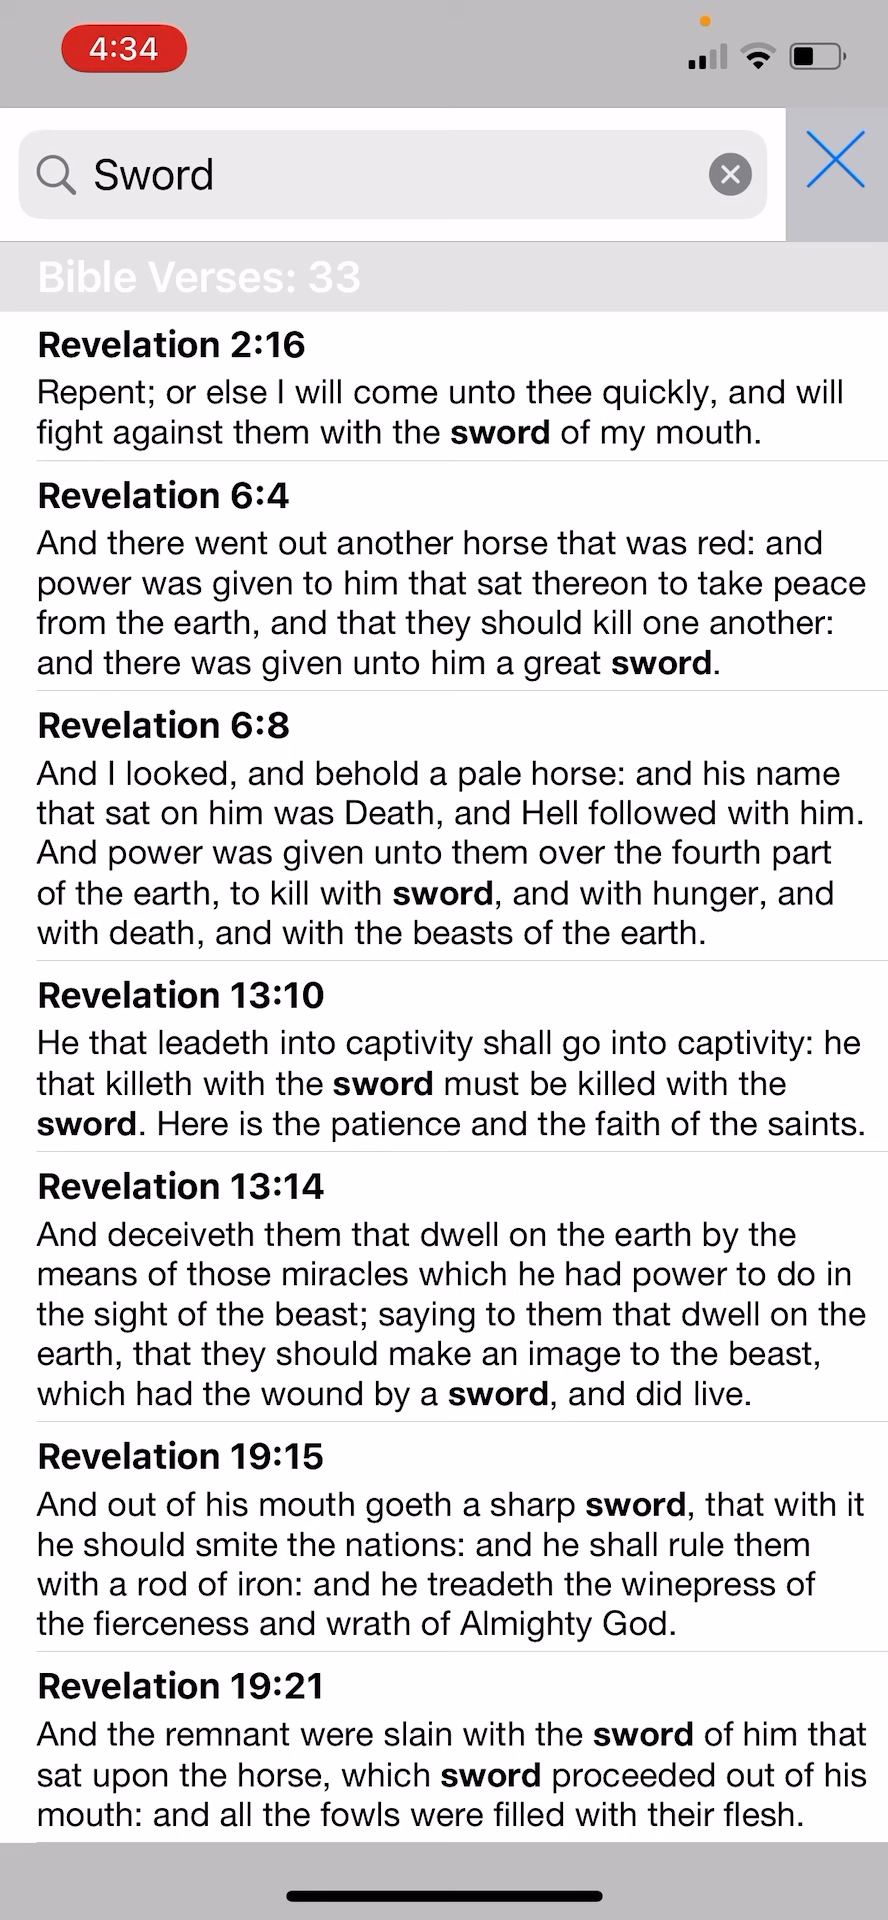 4:34
Sword
Bible Verses: 33
Revelation 2:16
Repent; or else I will come unto thee quickly, and will
fight against them with the sword of my mouth.
Revelation 6:4
And there went out another horse that was red: and
power was given to him that sat thereon to take peace
from the earth, and that they should kill one another:
and there was given unto him a great sword.
Revelation 6:8
And I looked, and behold a pale horse: and his name
that sat on him was Death, and Hell followed with him.
And power was given unto them over the fourth part
of the earth, to kill with sword, and with hunger, and
with death, and with the beasts of the earth.
Revelation 13:10
He that leadeth into captivity shall go into captivity: he
that killeth with the sword must be killed with the
sword. Here is the patience and the faith of the saints.
Revelation 13:14
And deceiveth them that dwell on the earth by the
means of those miracles which he had power to do in
the sight of the beast; saying to them that dwell on the
earth, that they should make an image to the beast,
which had the wound by a sword, and did live.
Revelation 19:15
And out of his mouth goeth a sharp sword, that with it
he should smite the nations: and he shall rule them
with a rod of iron: and he treadeth the winepress of
the fierceness and wrath of Almighty God.
Revelation 19:21
And the remnant were slain with the sword of him that
sat upon the horse, which sword proceeded out of his
mouth: and all the fowls were filled with their flesh.